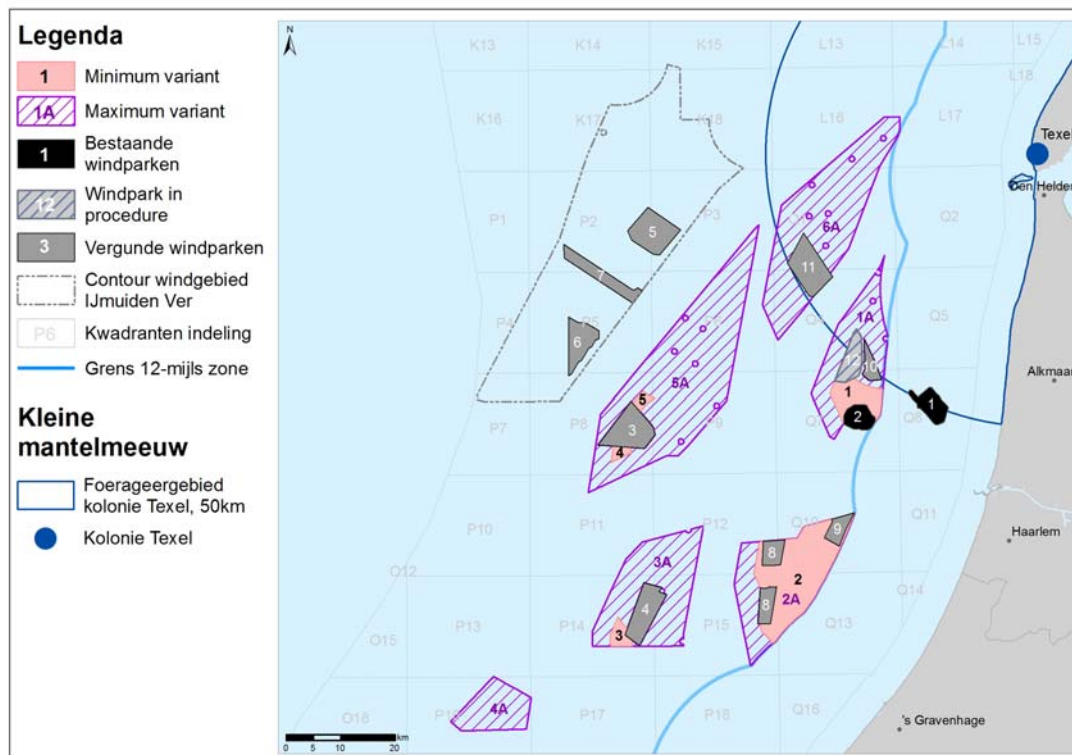 Legenda
1 Minimum variant
1A Maximum variant
1 Bestaande
windparken
12 Windpark in
procedure
3 Vergunde windparken
Contour windgebied
IJmuiden Ver
P6 Kwadranten indeling
Grens 12-mijls zone
Kleine
mantelmeeuw
Foerageergebied
kolonie Texel, 50km
Kolonie Texel
N
K13 K14 K15 L13 L14 L15
L18
K16 K17 K18 L16 L17
Texel
Den Helder
P1 P2 P3 Q2
5
6A
7
11
P4 P5 Q4 Q5
6
1A
12 10
5A
Alkmaar
5
1
1
3
2
P7 P8 P9 Q7 Q8
4
P10 P11 P12 Q10 Q11
9
Haarlem
8
3A
2
O12
2A
4
8
Q14
3
O15 P13 P14 P15 Q13
4A
O18 P16 P17 P18 Q16
's Gravenhage
0 5 10 20
km